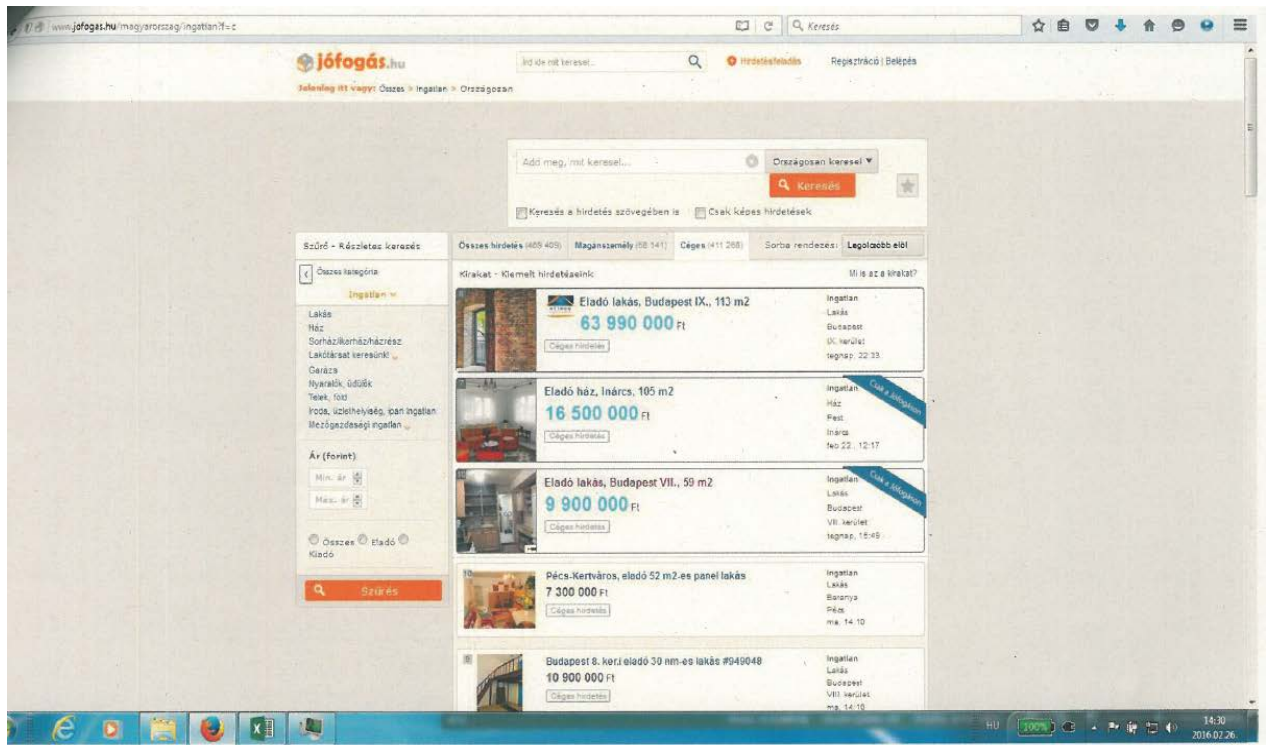 www.jofogas.hu/magyarorszag/ingatlan?f=c
Keresés
jófogás.hu
Írd ide mit keresel...
Hirdetésfeladás
Regisztráció | Belépés
Jelenleg itt vagy: Összes > Ingatlan > Országosan
Add meg, mit keresel...
Országosan keresel
Keresés
Keresés a hirdetés szövegében is
Csak képes hirdetések
Szűrő - Részletes keresés
Összes kategória
Ingatlan
Lakás
Ház
Sorház/ikerház/házrész
Lakótársat keresünk!
Garázs
Nyaralók, üdülők
Telek, föld
Iroda, üzlethelyiség, ipari ingatlan
Mezőgazdasági ingatlan
Ár (forint)
Min. ár
Max. ár
Összes Eladó
Kiadó
Szűrés
Összes hirdetés
Magánszemély
Céges (411 268)
Sorba rendezés: Legolcsóbb elöl
Kirakat - Kiemelt hirdetéseink
Mi is az a kirakat?
Eladó lakás, Budapest IX., 113 m2
63 990 000 Ft
Céges hirdetés
Ingatlan
Lakás
Budapest
IX. kerület
tegnap, 22:33
Eladó ház, Inárcs, 105 m2
16 500 000 Ft
Céges hirdetés
Ingatlan
Ház
Pest
Inárcs
feb 22., 12:17
Csak a Jófogáson
Eladó lakás, Budapest VII., 59 m2
9 900 000 Ft
Céges hirdetés
Ingatlan
Lakás
Budapest
VII. kerület
tegnap, 16:49
Csak a Jófogáson
10
Pécs-Kertváros, eladó 52 m2-es panel lakás
7 300 000 Ft
Céges hirdetés
Ingatlan
Lakás
Baranya
Pécs
ma, 14:10
Budapest 8. ker.i eladó 30 nm-es lakás #949048
10 900 000 Ft
Céges hirdetés
Ingatlan
Lakás
Budapest
VIII. kerület
ma, 14:10
HU
100%
14:30
2016.02.26.